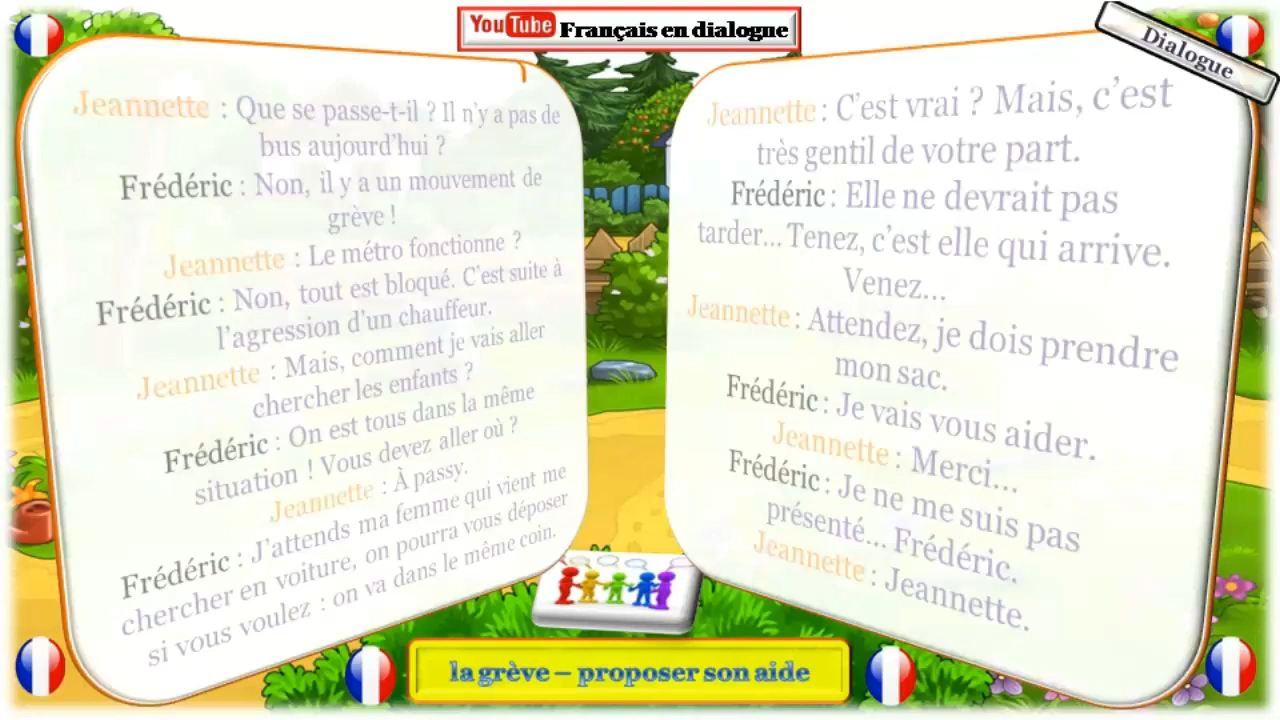 YouTube Français en dialogue
Dialogue
Jeannette : Que se passe-t-il ? Il n'y a pas de
bus aujourd'hui ?
Frédéric : Non, il y a un mouvement de
grève !
Jeannette : Le métro fonctionne ?
Frédéric : Non, tout est bloqué. C'est suite à
l'agression d'un chauffeur.
Jeannette : Mais, comment je vais aller
chercher les enfants ?
Frédéric : On est tous dans la même
situation ! Vous devez aller où ?
Jeannette : À passy.
Frédéric : J'attends ma femme qui vient me
chercher en voiture, on pourra vous déposer
si vous voulez : on va dans le même coin.
Jeannette : C'est vrai ? Mais, c'est
très gentil de votre part.
Frédéric : Elle ne devrait pas
tarder... Tenez, c'est elle qui arrive.
Venez...
Jeannette : Attendez, je dois prendre
mon sac.
Frédéric : Je vais vous aider.
Jeannette : Merci...
Frédéric : Je ne me suis pas
présenté... Frédéric.
Jeannette : Jeannette.
la grève – proposer son aide